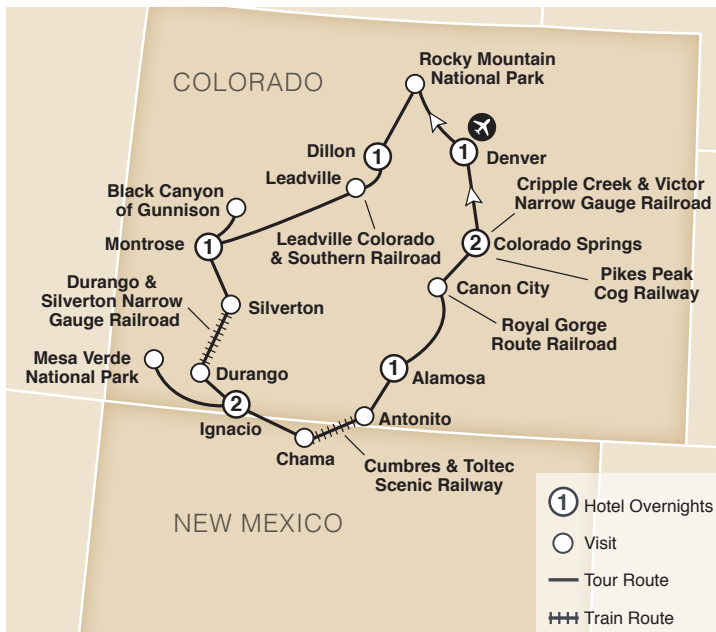 Rocky Mountain
National Park
COLORADO
Dillon
1
1
Denver
Leadville
Cripple Creek & Victor
Narrow Gauge Railroad
Black Canyon
of Gunnison
Montrose
1
Leadville Colorado
& Southern Railroad
2
Colorado Springs
Pikes Peak
Cog Railway
Durango &
Silverton Narrow
Gauge Railroad
Silverton
Canon City
Royal Gorge
Route Railroad
Mesa Verde
National Park
Durango
1
Alamosa
2
Ignacio
Antonito
Chama
Cumbres & Toltec
Scenic Railway
NEW MEXICO
1
Hotel Overnights
Visit
Tour Route
Train Route